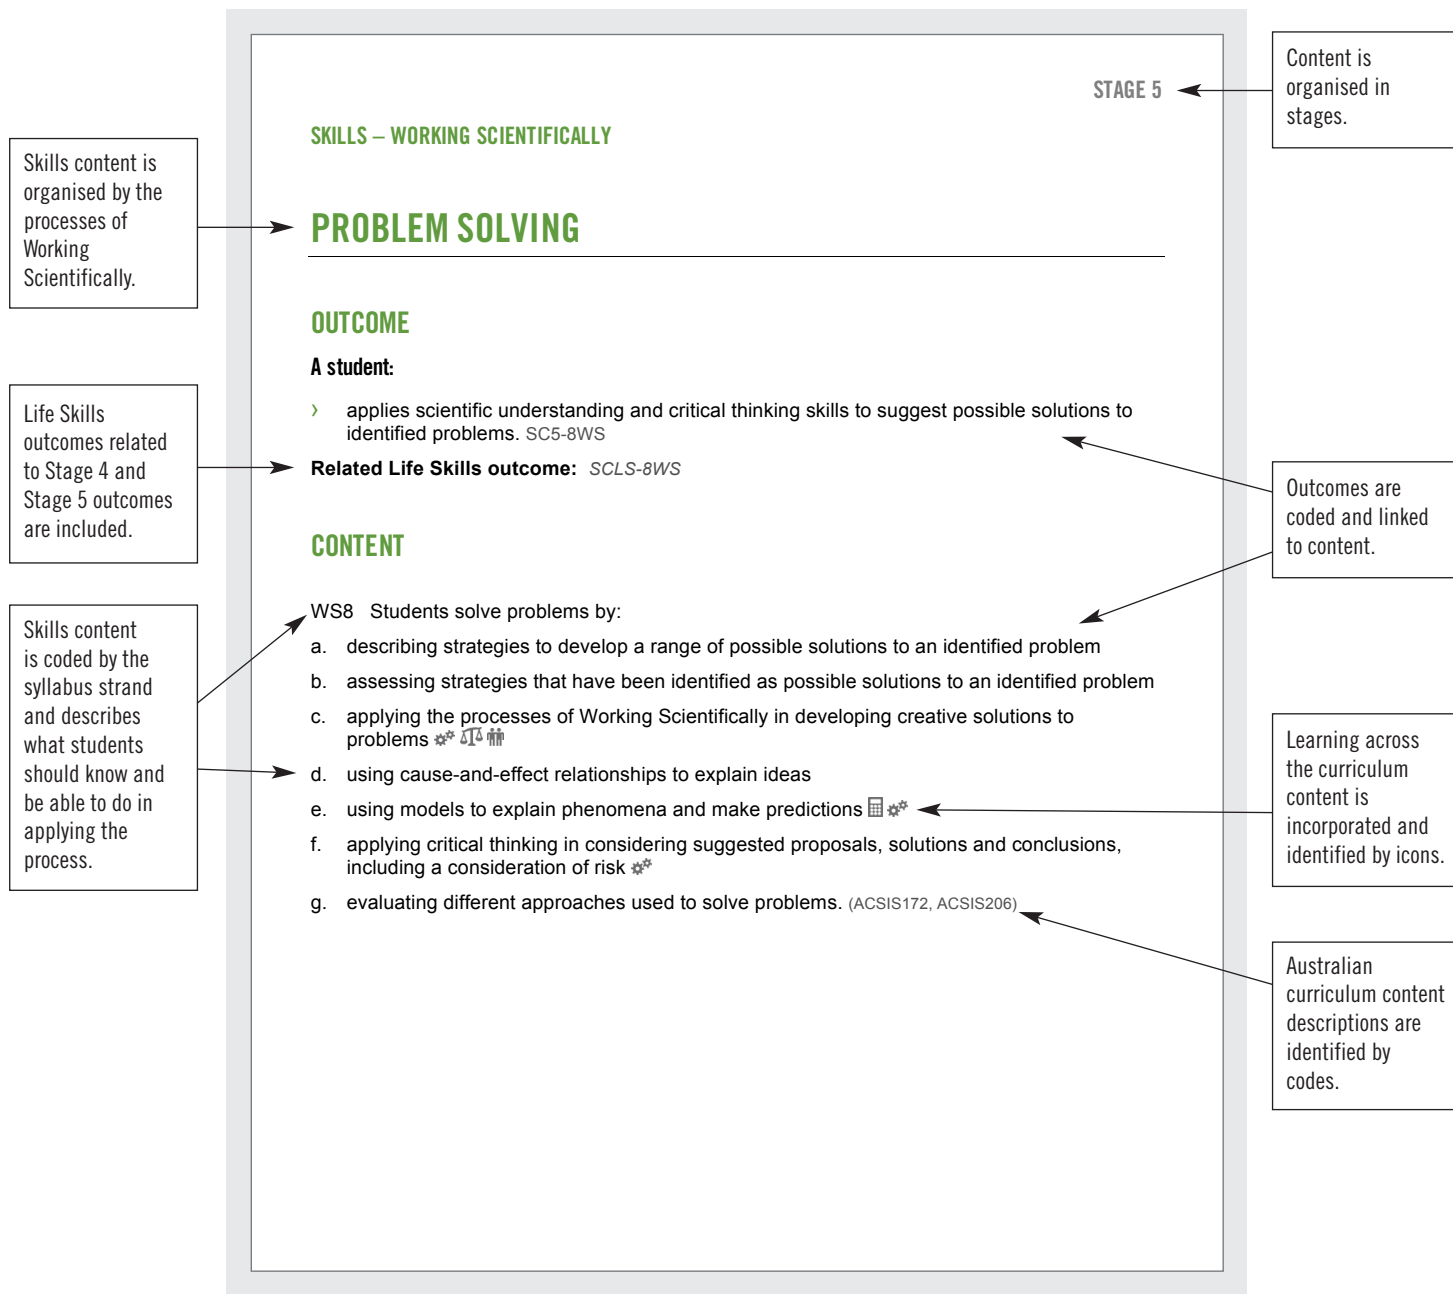 STAGE 5
SKILLS – WORKING SCIENTIFICALLY
PROBLEM SOLVING
OUTCOME
A student:
› applies scientific understanding and critical thinking skills to suggest possible solutions to
identified problems. SC5-8WS
Related Life Skills outcome: SCLS-8WS
CONTENT
WS8 Students solve problems by:
a. describing strategies to develop a range of possible solutions to an identified problem
b. assessing strategies that have been identified as possible solutions to an identified problem
c. applying the processes of Working Scientifically in developing creative solutions to
problems
d. using cause-and-effect relationships to explain ideas
e. using models to explain phenomena and make predictions
f. applying critical thinking in considering suggested proposals, solutions and conclusions,
including a consideration of risk
g. evaluating different approaches used to solve problems. (ACSIS172, ACSIS206)
Skills content is
organised by the
processes of
Working
Scientifically.
Life Skills
outcomes related
to Stage 4 and
Stage 5 outcomes
are included.
Skills content
is coded by the
syllabus strand
and describes
what students
should know and
be able to do in
applying the
process.
Content is
organised in
stages.
Outcomes are
coded and linked
to content.
Learning across
the curriculum
content is
incorporated and
identified by icons.
Australian
curriculum content
descriptions are
identified by
codes.